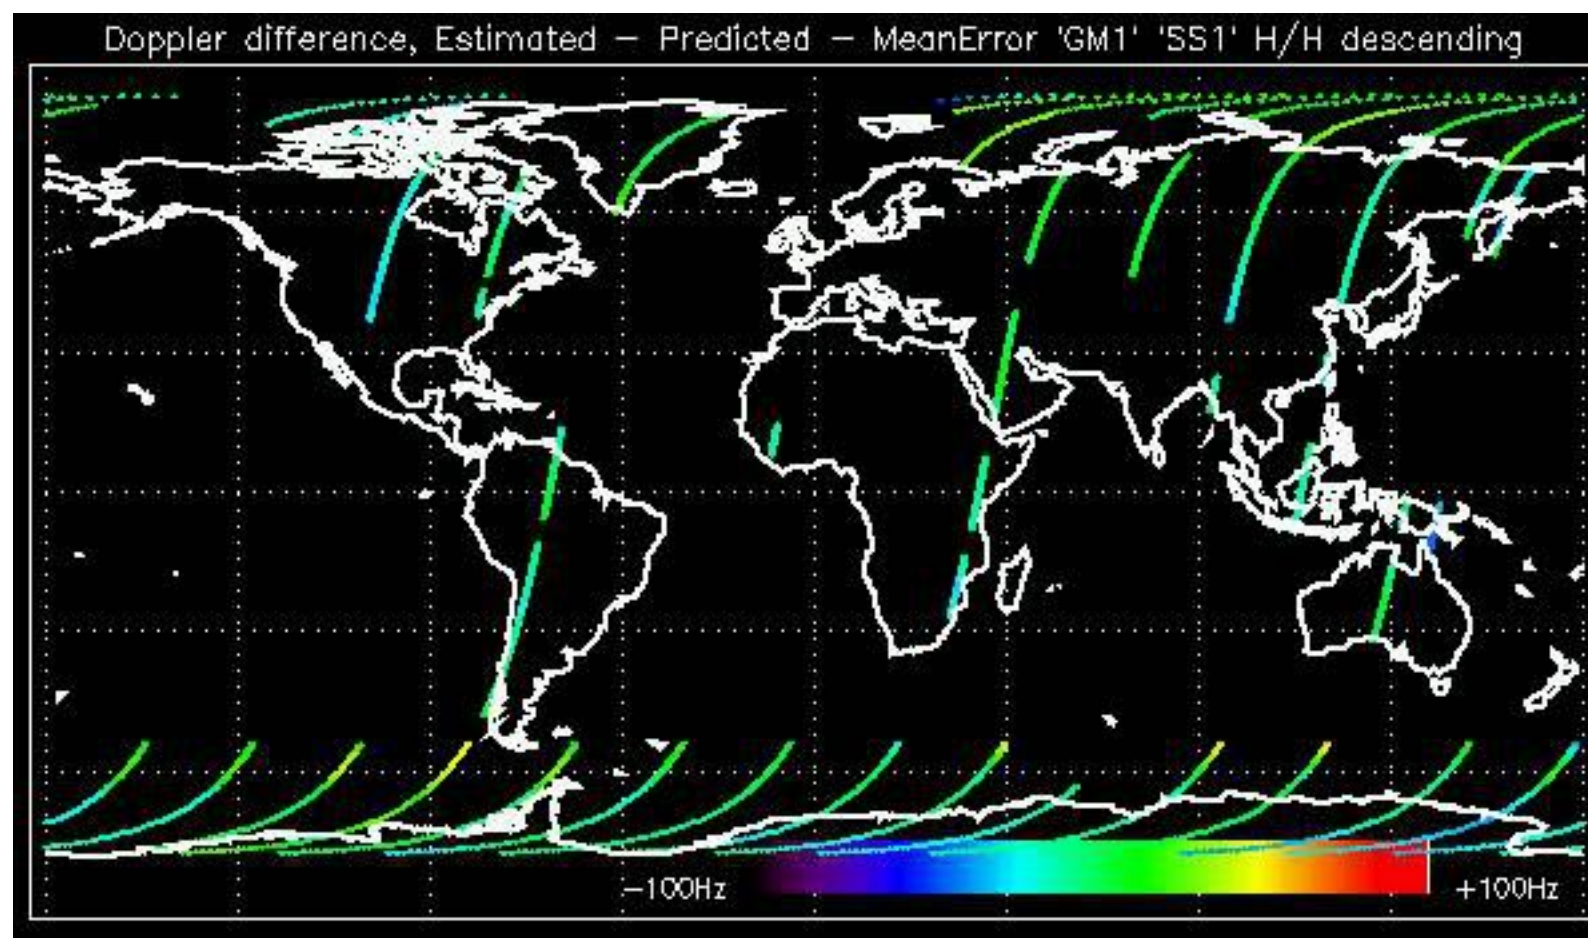 Doppler difference, Estimated - Predicted - MeanError 'GM1' 'SS1' H/H descending
-100Hz
+100Hz